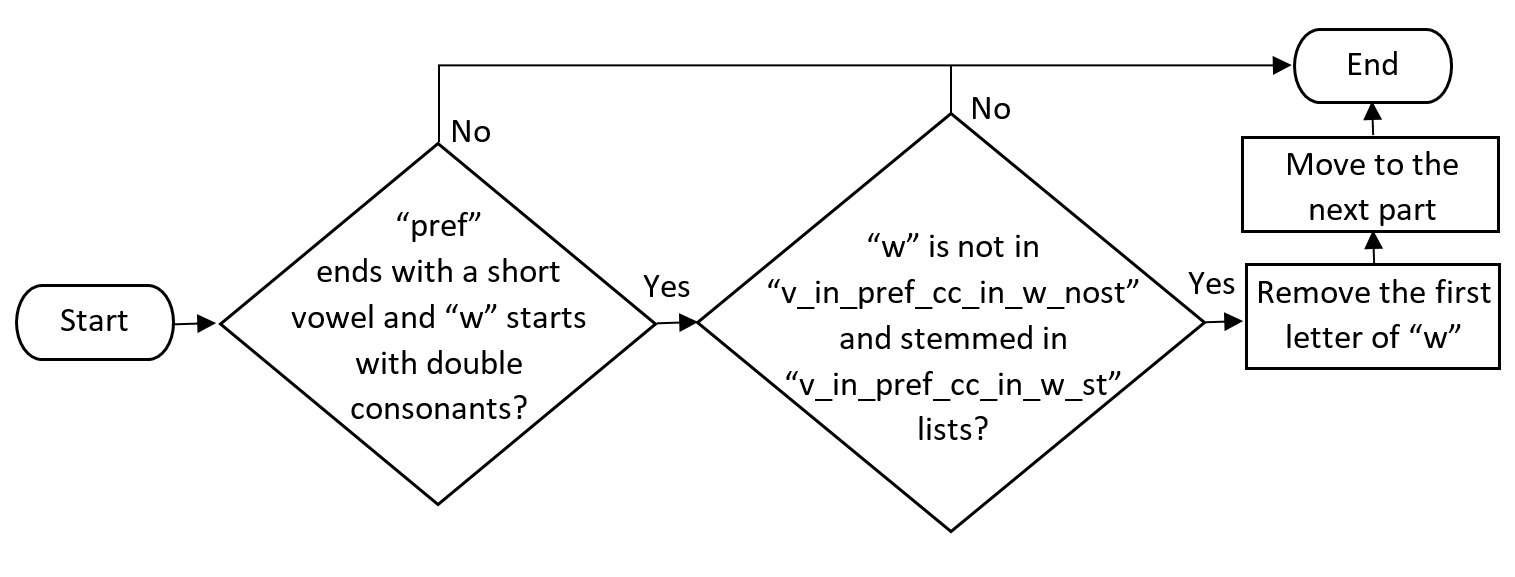 Start
“pref”
ends with a short
vowel and “w” starts
with double
consonants?
No
Yes
“w” is not in
“v_in_pref_cc_in_w_nost”
and stemmed in
“v_in_pref_cc_in_w_st”
lists?
No
Yes
Remove the first
letter of “w”
Move to the
next part
End